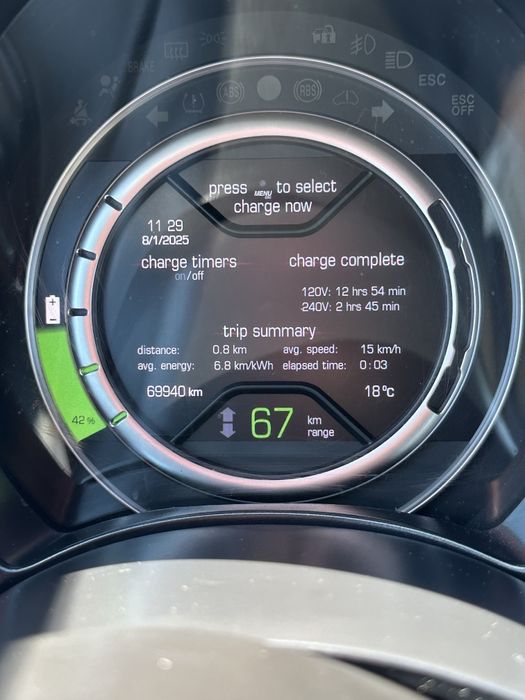 BRAKE
ESC
ABS
RBS
ESC OFF
press MENU to select
charge now
11 29
8/1/2025
charge timers
on/off
charge complete
120V: 12 hrs 54 min
240V: 2 hrs 45 min
trip summary
distance: 0.8 km avg. speed: 15 km/h
avg. energy: 6.8 km/kWh elapsed time: 0:03
69940 km
18°C
42%
67 km range